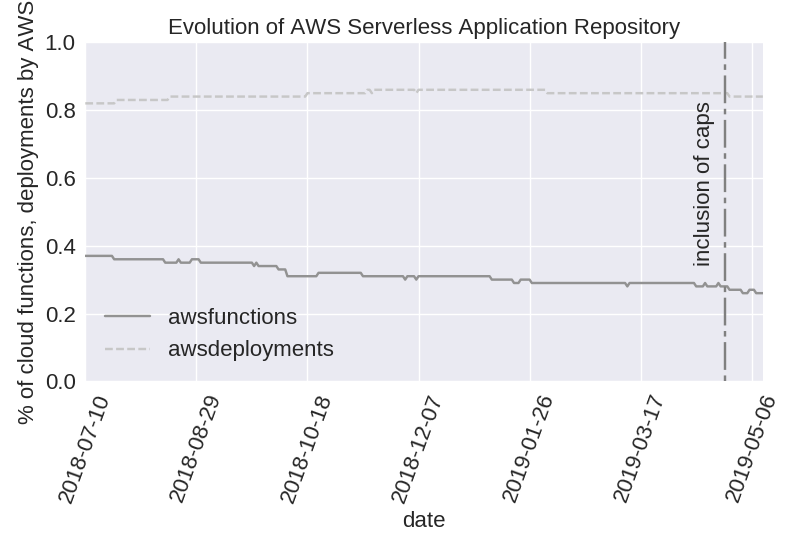 Evolution of AWS Serverless Application Repository
% of cloud functions, deployments by AWS
1.0
0.8
0.6
0.4
0.2
0.0
inclusion of caps
awsfunctions
awsdeployments
2018-07-10
2018-08-29
2018-10-18
2018-12-07
2019-01-26
2019-03-17
2019-05-06
date